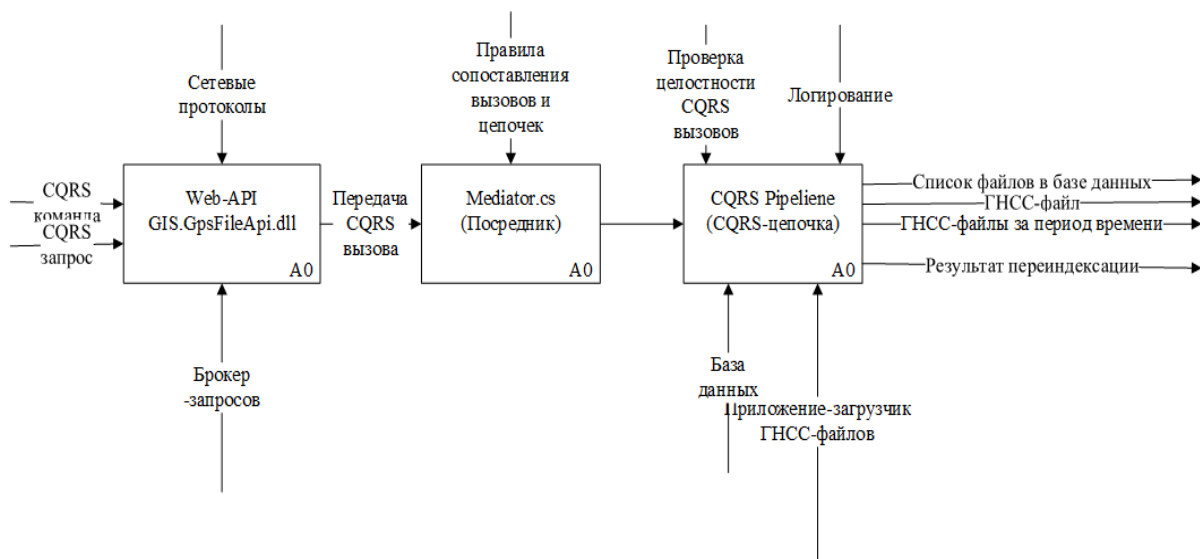 Сетевые
протоколы
Правила
сопоставления
вызовов и
цепочек
Проверка
целостности
CQRS
вызовов
Логирование
CQRS
команда
CQRS
запрос
Web-API
GIS.GpsFileApi.dll
A0
Передача
CQRS
вызова
Mediator.cs
(Посредник)
A0
CQRS Pipeliene
(CQRS-цепочка)
A0
Список файлов в базе данных
ГНСС-файл
ГНСС-файлы за период времени
Результат переиндексации
Брокер
-запросов
База
данных
Приложение-загрузчик
ГНСС-файлов